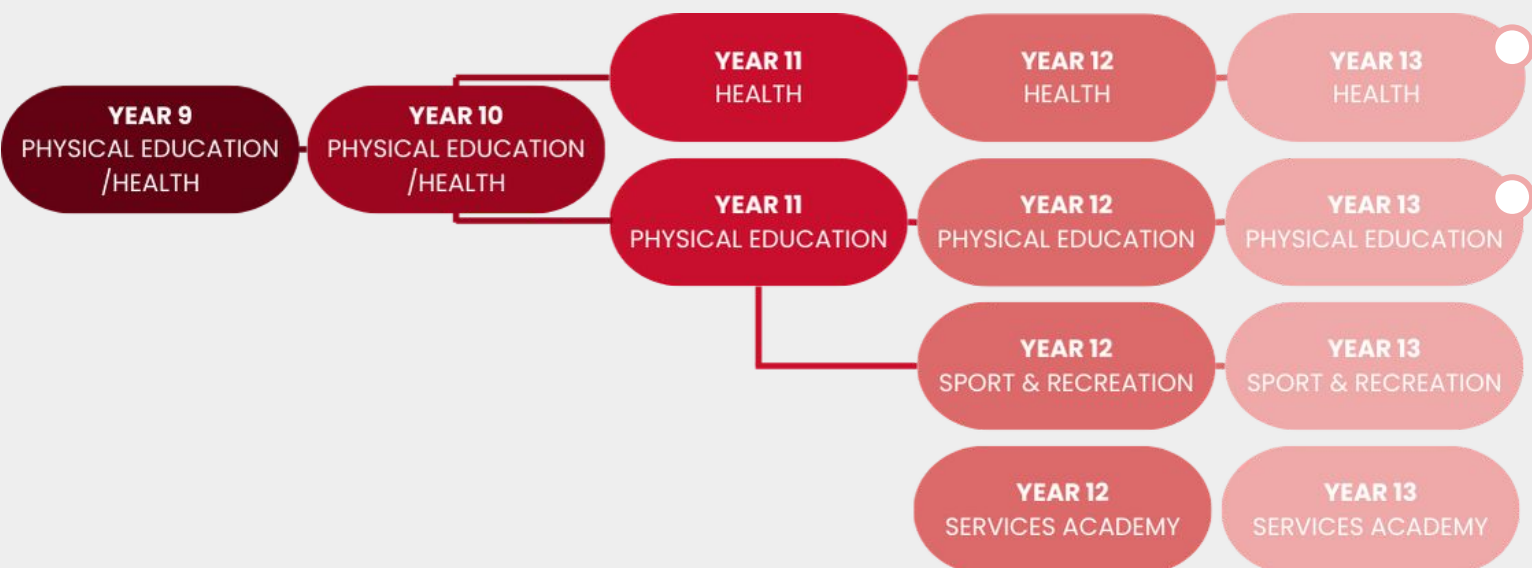 YEAR 9
PHYSICAL EDUCATION
/HEALTH
YEAR 10
PHYSICAL EDUCATION
/HEALTH
YEAR 11
HEALTH
YEAR 12
HEALTH
YEAR 13
HEALTH
YEAR 11
PHYSICAL EDUCATION
YEAR 12
PHYSICAL EDUCATION
YEAR 13
PHYSICAL EDUCATION
YEAR 12
SPORT & RECREATION
YEAR 13
SPORT & RECREATION
YEAR 12
SERVICES ACADEMY
YEAR 13
SERVICES ACADEMY